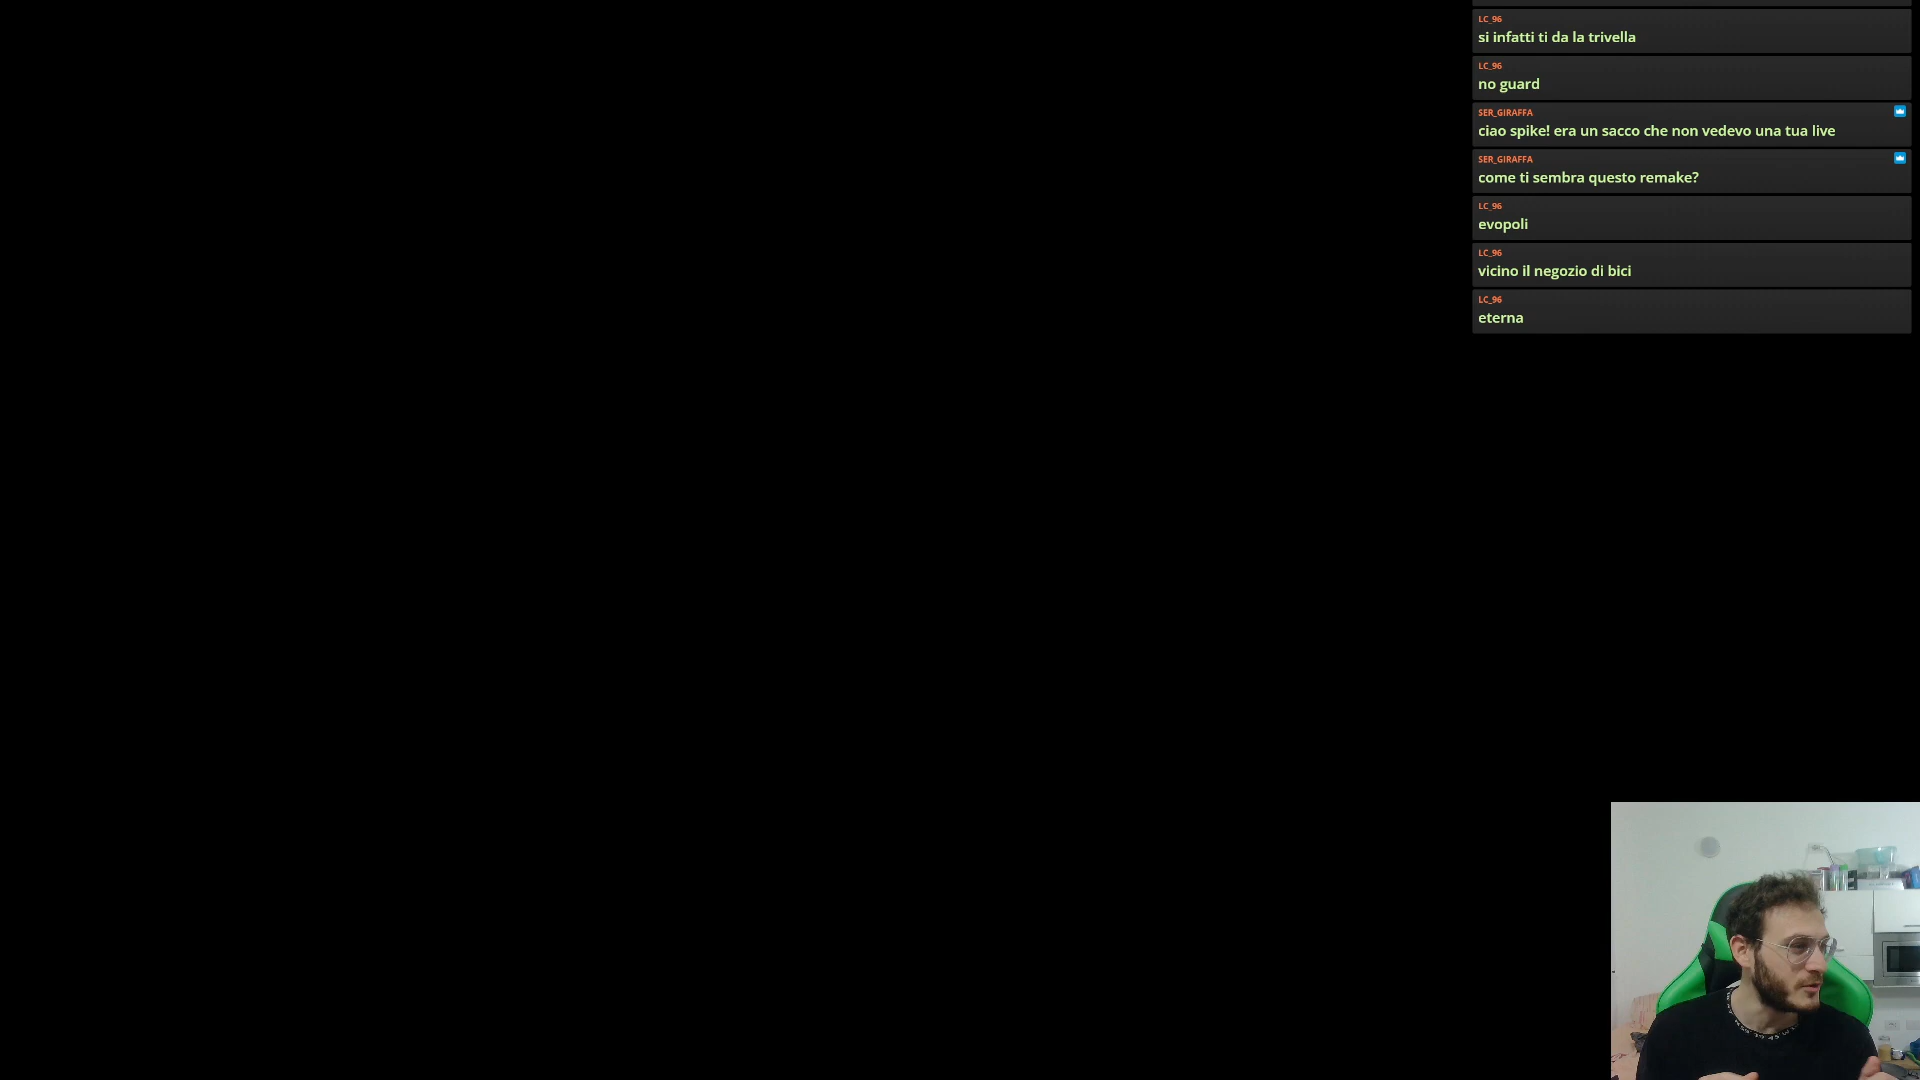 LC_96
si infatti ti da la trivella
LC_96
no guard
SER_GIRAFFA
ciao spike! era un sacco che non vedevo una tua live
SER_GIRAFFA
come ti sembra questo remake?
LC_96
evopoli
LC_96
vicino il negozio di bici
LC_96
eterna